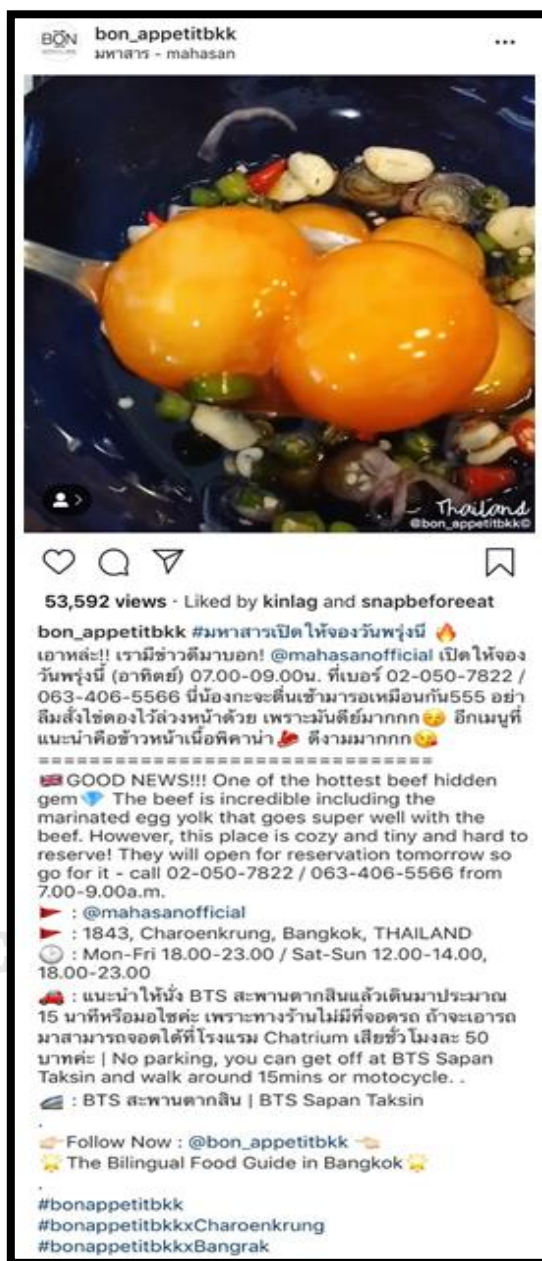 BON
bon_appetitbkk
มหาสาร - mahasan
Thailand
@bon_appetitbkk©
53,592 views · Liked by kinlag and snapbeforeeat
bon_appetitbkk #มหาสารเปิดให้จองวันพรุ่งนี้ 🔥
เอาหล่ะ!! เรามีข่าวดีมาบอก! @mahasanofficial เปิดให้จอง
วันพรุ่งนี้ (อาทิตย์) 07.00-09.00น. ที่เบอร์ 02-050-7822 /
063-406-5566 นี่น้องกะจะตื่นเช้ามารอเหมือนกัน555 อย่า
ลืมสั่งไข่ดองไว้ล่วงหน้าด้วย เพราะมันดีย์มากกก😋 อีกเมนูที่
แนะนำคือข้าวหน้าเนื้อพิคาน่า🥩 ดีงามมากกก😘
================================
🇬🇧GOOD NEWS!!! One of the hottest beef hidden
gem💎 The beef is incredible including the
marinated egg yolk that goes super well with the
beef. However, this place is cozy and tiny and hard to
reserve! They will open for reservation tomorrow so
go for it - call 02-050-7822 / 063-406-5566 from
7.00-9.00a.m.
🚩 : @mahasanofficial
🚩 : 1843, Charoenkrung, Bangkok, THAILAND
🕒 : Mon-Fri 18.00-23.00 / Sat-Sun 12.00-14.00,
18.00-23.00
🚗 : แนะนำให้นั่ง BTS สะพานตากสินแล้วเดินมาประมาณ
15 นาทีหรือมอไซค่ะ เพราะทางร้านไม่มีที่จอดรถ ถ้าจะเอารถ
มาสามารถจอดได้ที่โรงแรม Chatrium เสียชั่วโมงละ 50
บาทค่ะ | No parking, you can get off at BTS Sapan
Taksin and walk around 15mins or motocycle. .
🚄 : BTS สะพานตากสิน | BTS Sapan Taksin
.
👉🏻Follow Now : @bon_appetitbkk 👈🏻
🌟 The Bilingual Food Guide in Bangkok🌟
.
#bonappetitbkk
#bonappetitbkkxCharoenkrung
#bonappetitbkkxBangrak